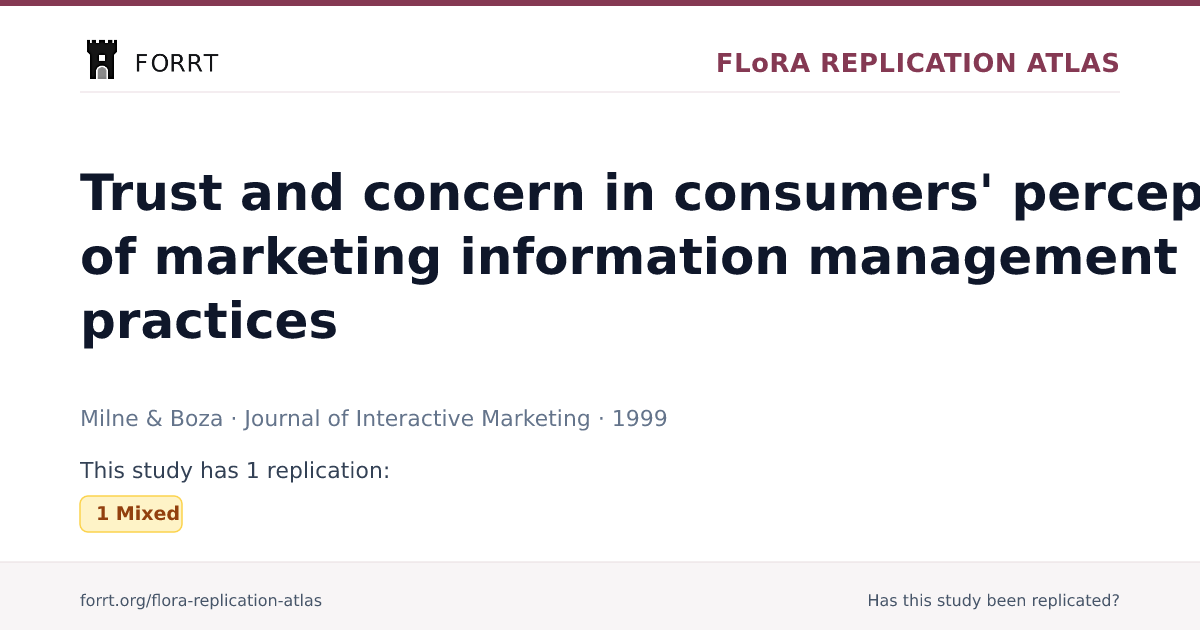 FORRT
FLoRA REPLICATION ATLAS
Trust and concern in consumers' percep
of marketing information management
practices
Milne & Boza · Journal of Interactive Marketing · 1999
This study has 1 replication:
1 Mixed
forrt.org/flora-replication-atlas
Has this study been replicated?